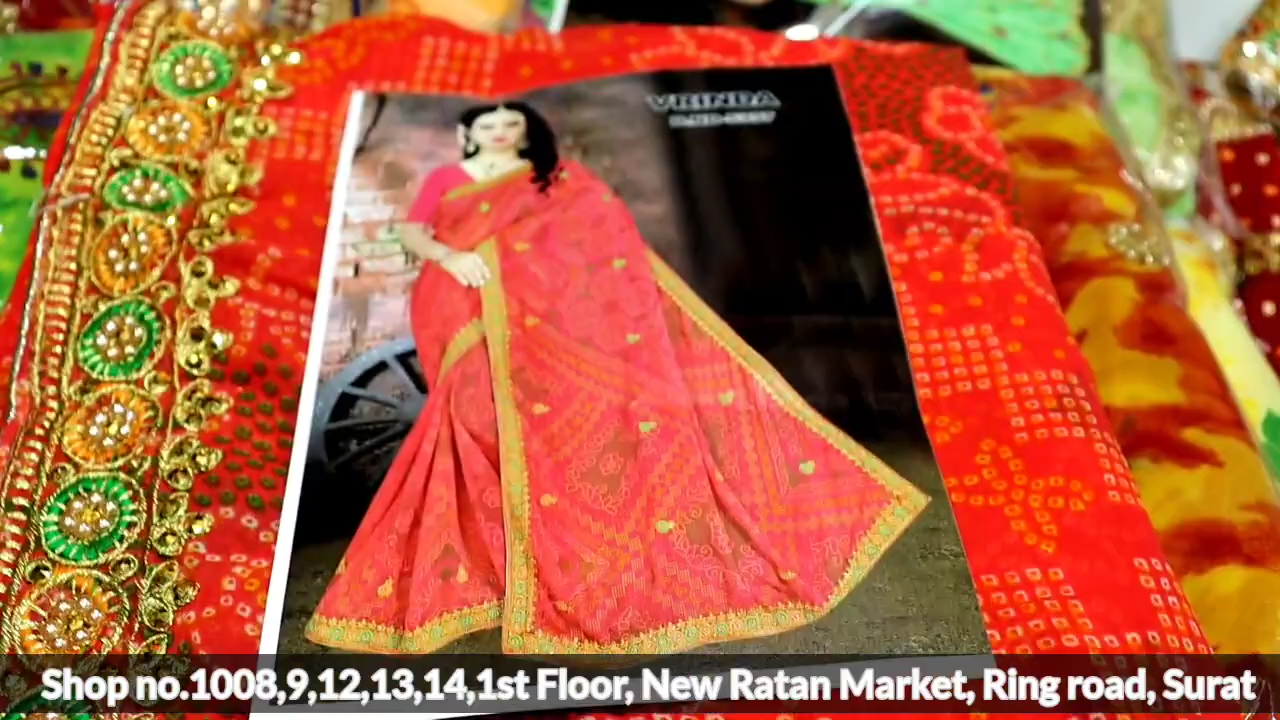 VRINDA
Shop no.1008,9,12,13,14,1st Floor, New Ratan Market, Ring road, Surat